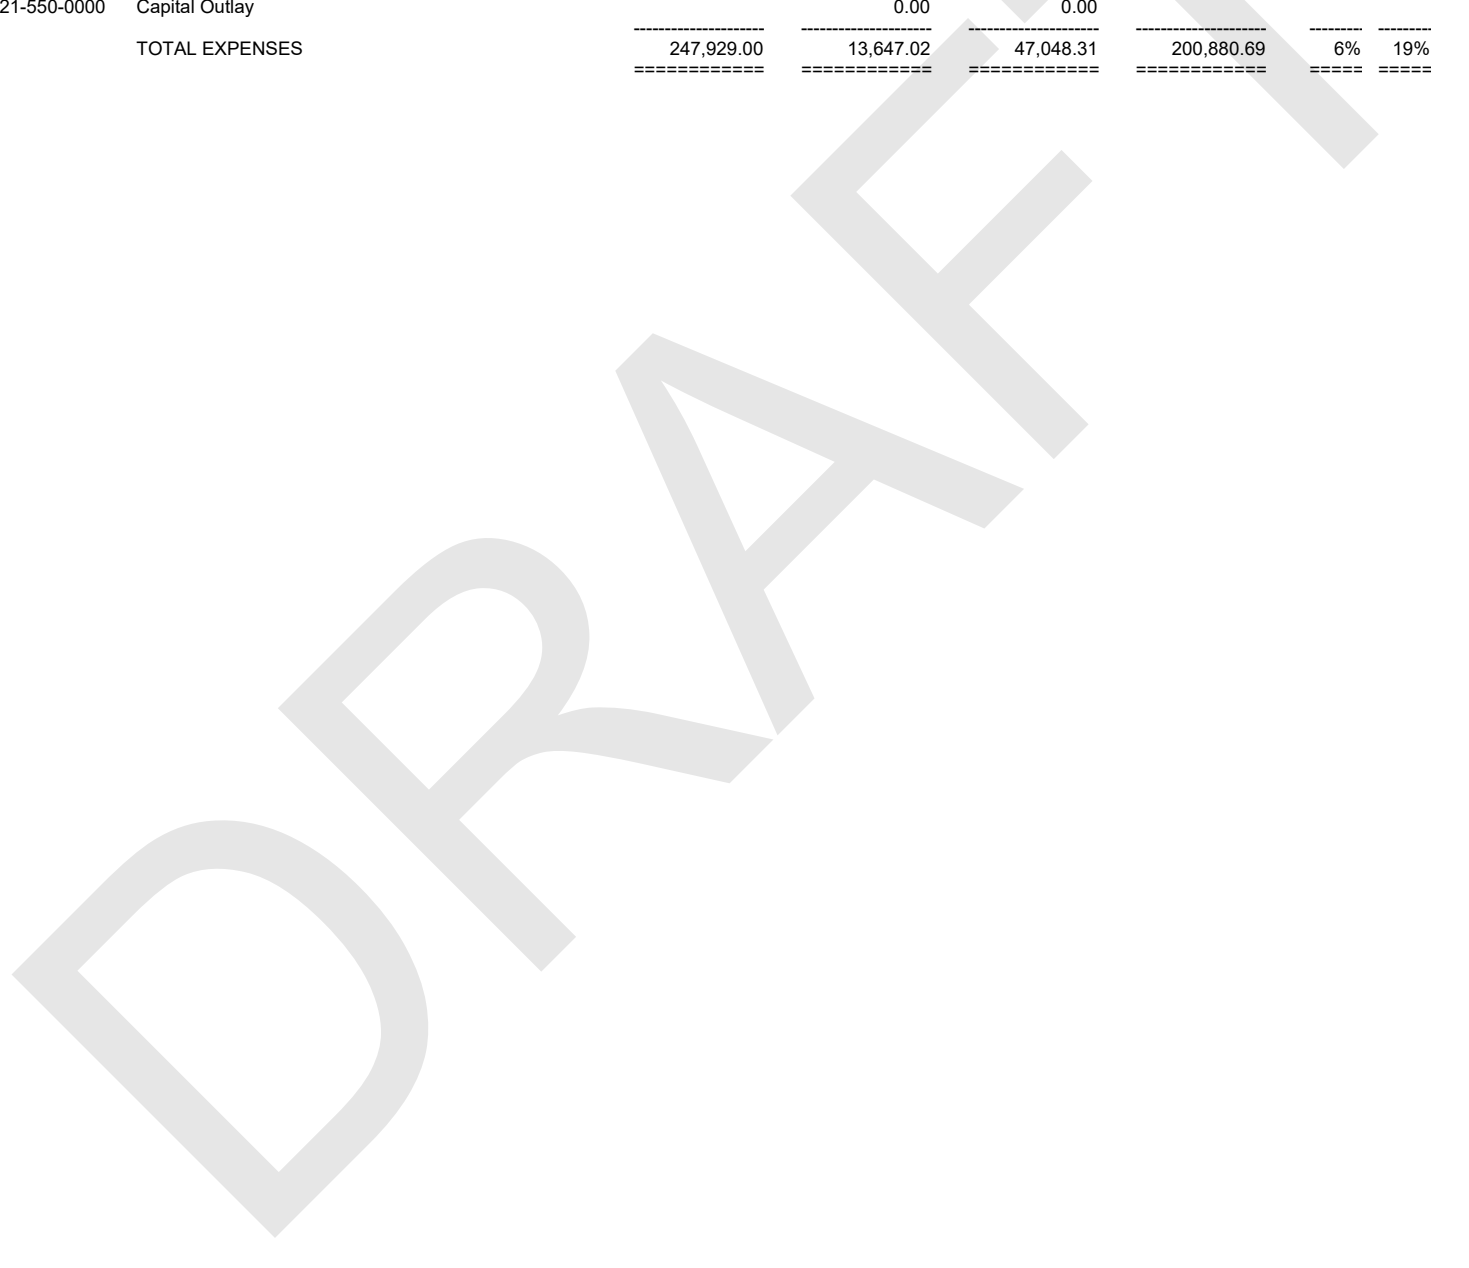 21-550-0000 Capital Outlay 0.00 0.00
--------------------- --------------------- --------------------- --------------------- -------- --------
TOTAL EXPENSES 247,929.00 13,647.02 47,048.31 200,880.69 6% 19%
============ ============ ============ ============ ===== =====
DRAFT